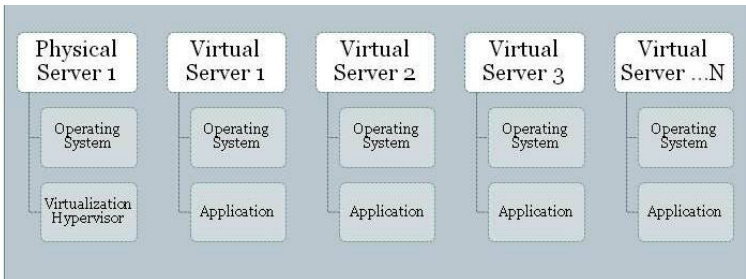 Physical
Server 1
Virtual
Server 1
Virtual
Server 2
Virtual
Server 3
Virtual
Server ...N
Operating
System
Operating
System
Operating
System
Operating
System
Operating
System
Virtualization
Hypervisor
Application
Application
Application
Application